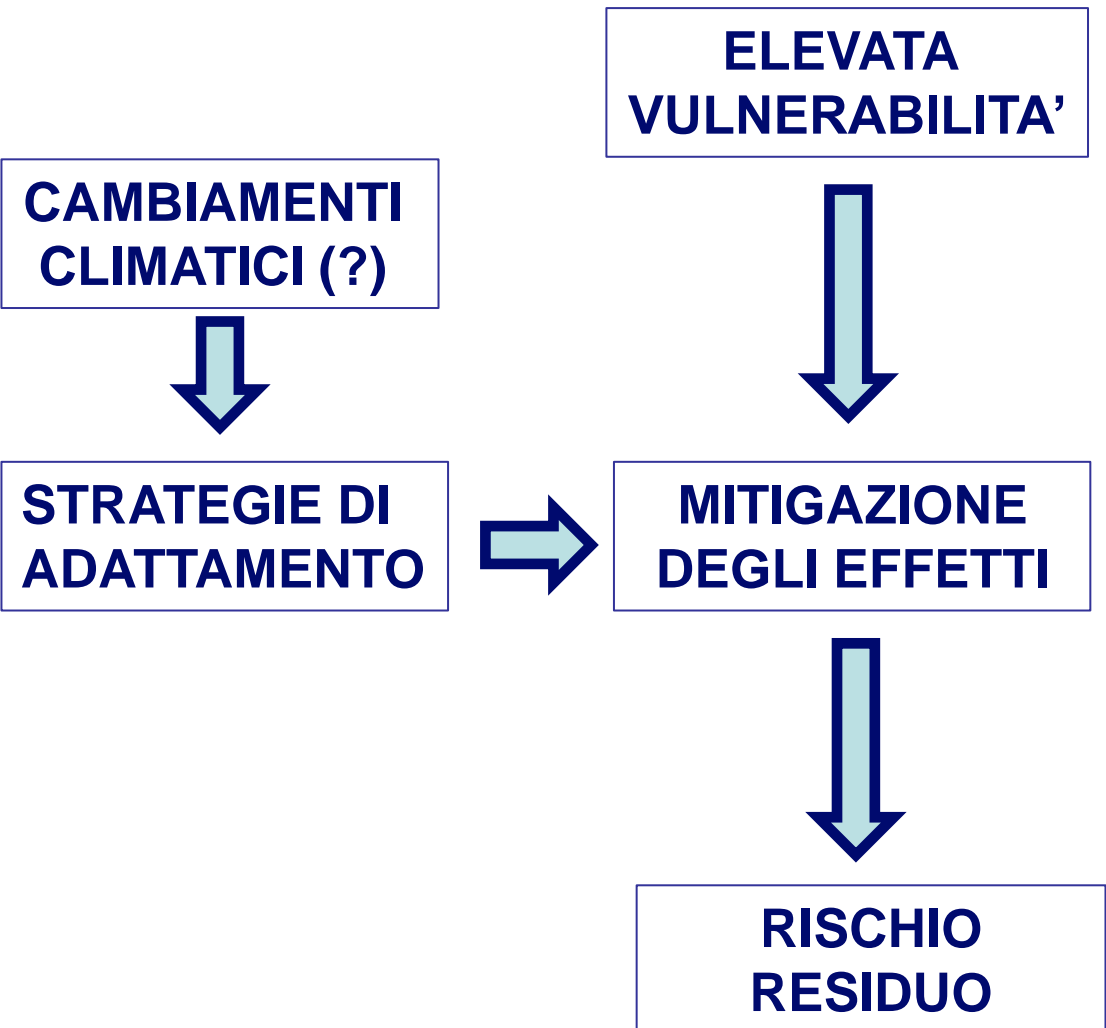 ELEVATA
VULNERABILITA’
CAMBIAMENTI
CLIMATICI (?)
STRATEGIE DI
ADATTAMENTO
MITIGAZIONE
DEGLI EFFETTI
RISCHIO
RESIDUO